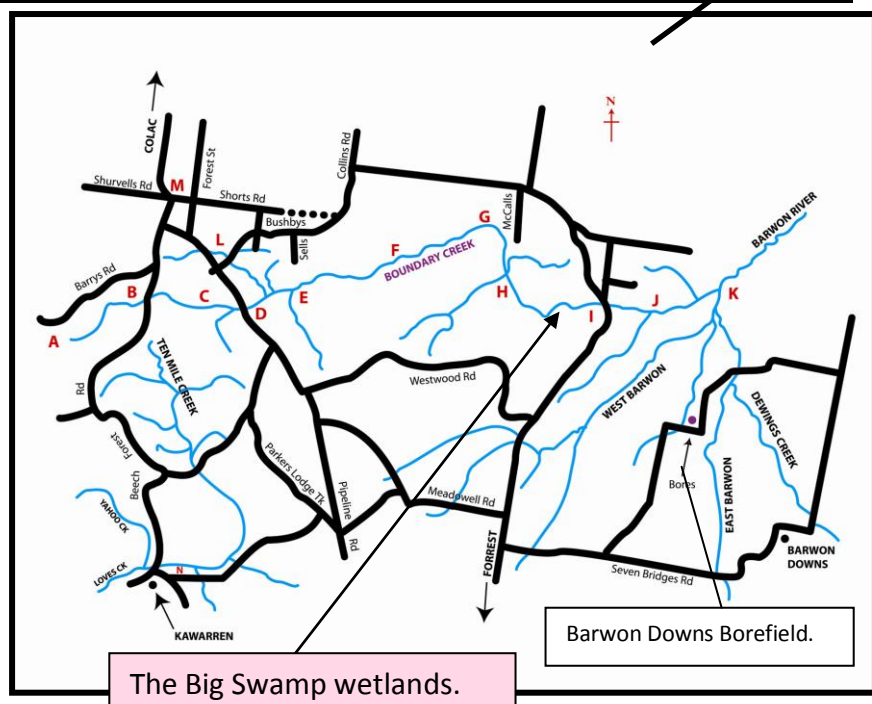 N
COLAC
Forest St
Collins Rd
Shurvells Rd
M
Shorts Rd
McCalls
Bushbys
Sells
G
L
F
BOUNDARY CREEK
BARWON RIVER
Barrys Rd
B
C
D
E
H
I
J
K
A
TEN MILE CREEK
Westwood Rd
WEST BARWON
DEWINGS CREEK
Rd
Forest
Beech
Parkers Lodge Tk
Pipeline
Rd
Meadowell Rd
Bores
EAST BARWON
YAHOO CK
LOVES CK
N
FORREST
Seven Bridges Rd
BARWON
DOWNS
KAWARREN
Barwon Downs Borefield.
The Big Swamp wetlands.